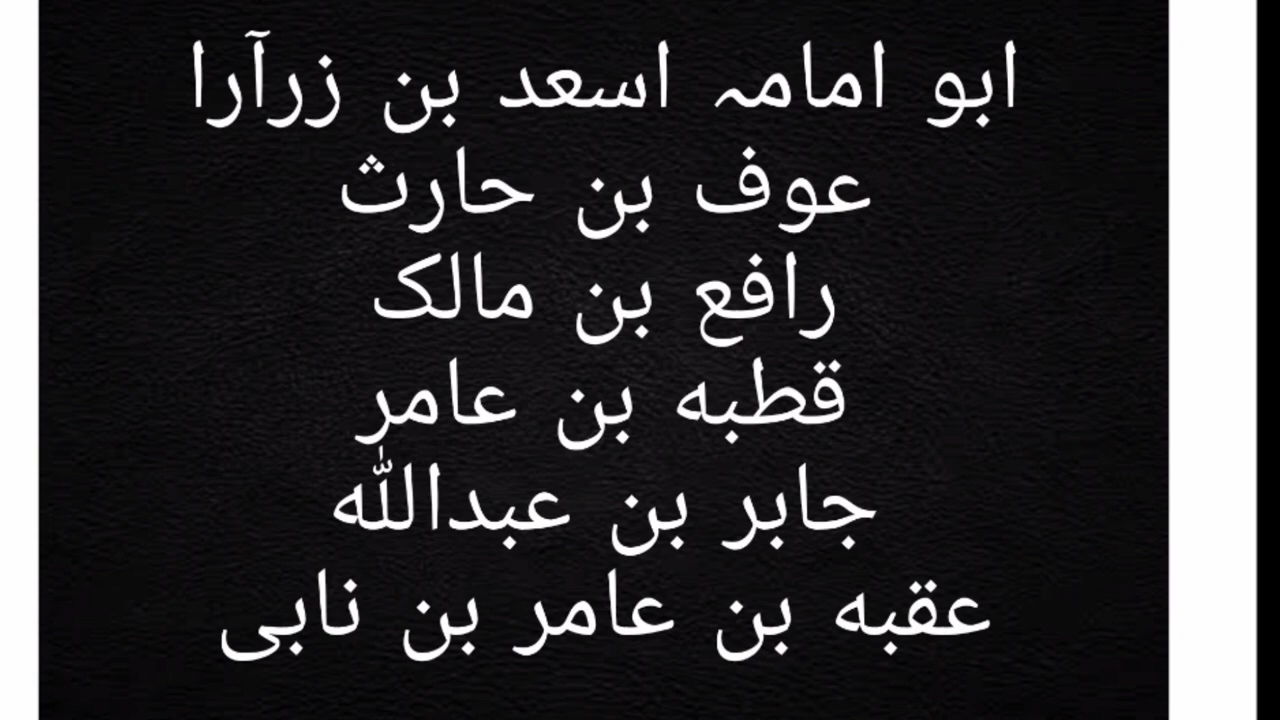 ابو امامہ اسعد بن زرآرا
عوف بن حارث
رافع بن مالک
قطبه بن عامر
جابر بن عبدالله
عقبه بن عامر بن نابی